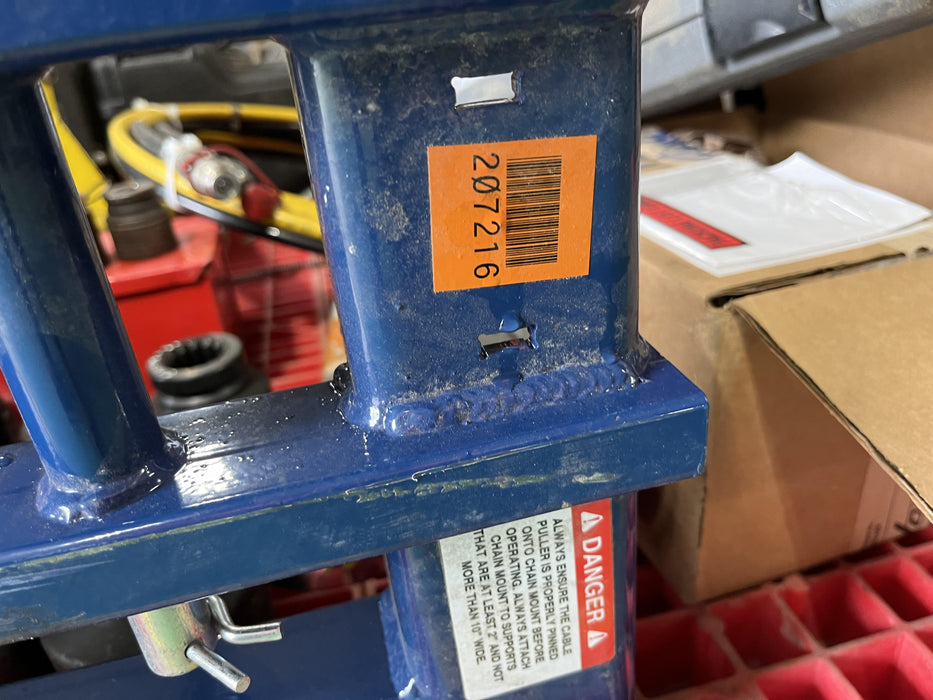 207216
⚠ DANGER ⚠
ALWAYS ENSURE THE CABLE
PULLER IS PROPERLY PINNED
ONTO CHAIN MOUNT BEFORE
OPERATING. ALWAYS ATTACH
CHAIN MOUNT TO SUPPORTS
THAT ARE AT LEAST 2" AND NOT
MORE THAN 10" WIDE.